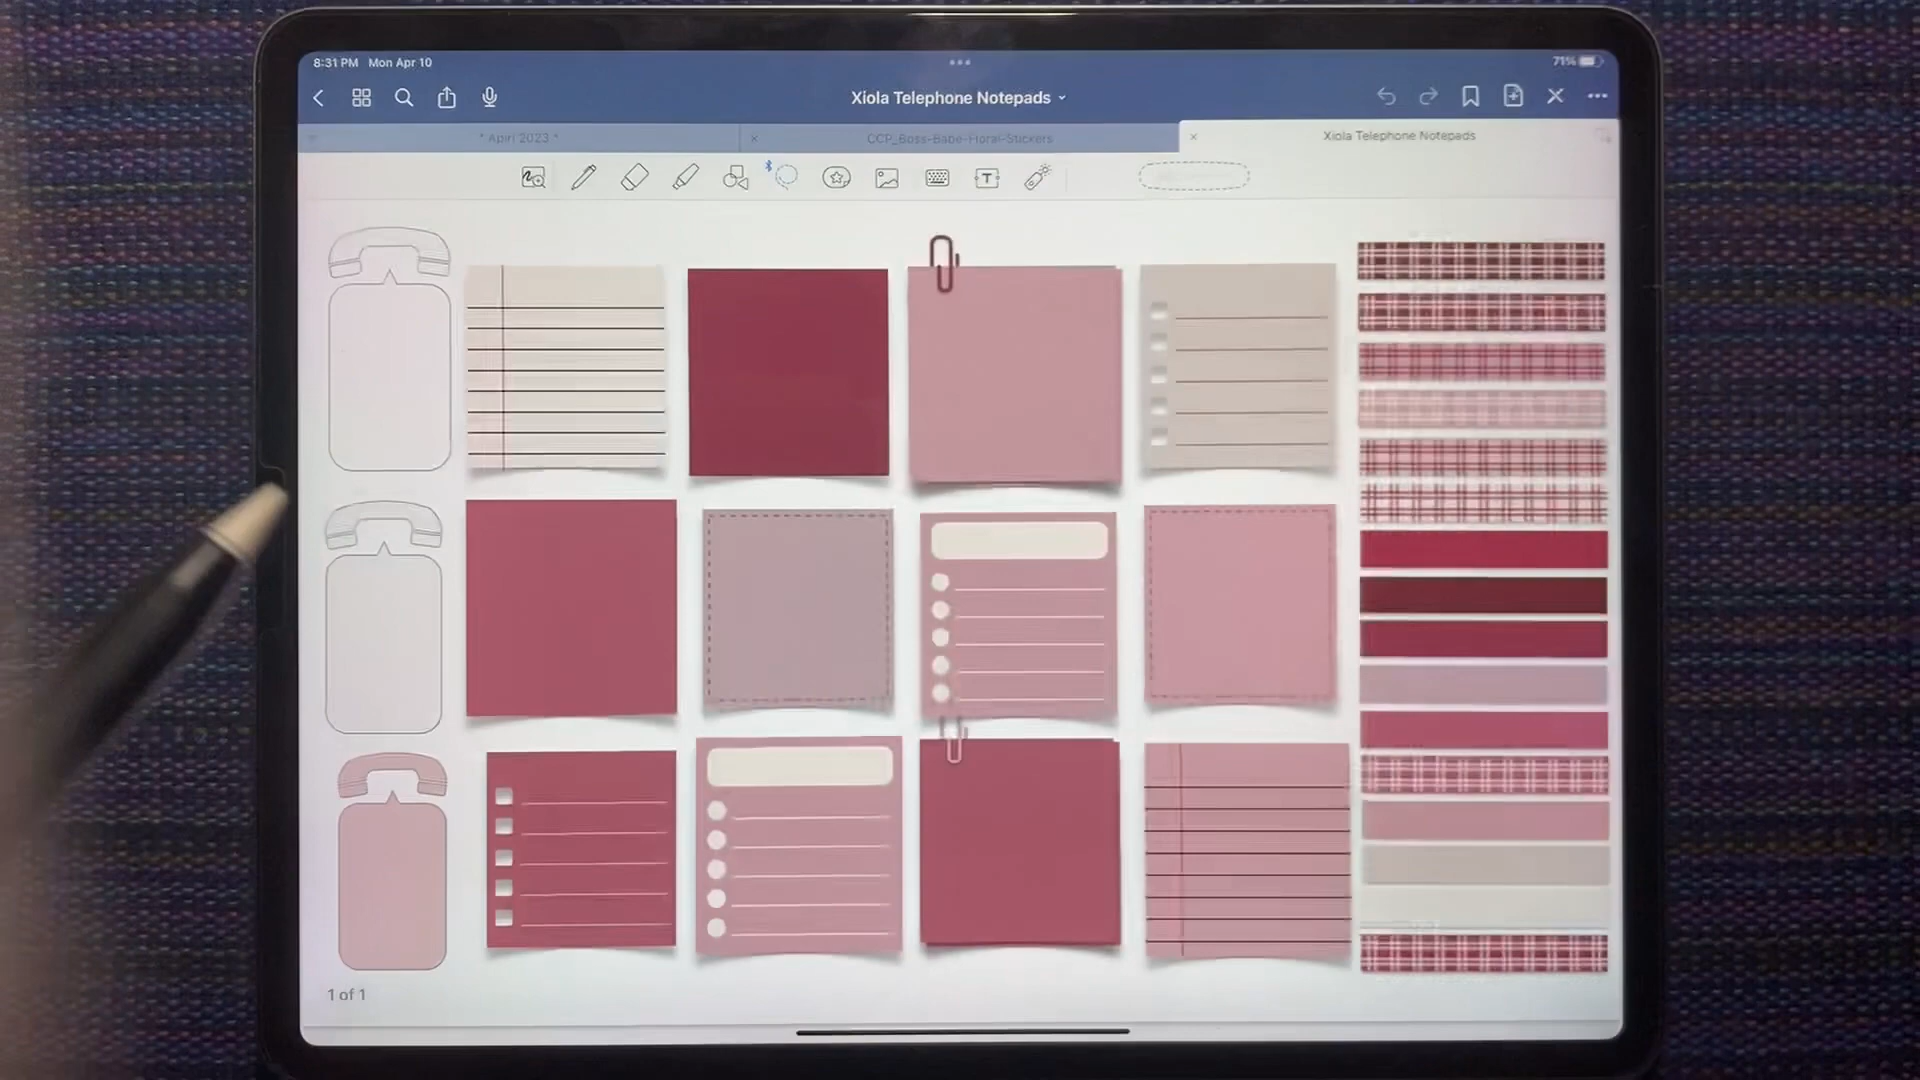 8:31 PM Mon Apr 10
71%
Xiola Telephone Notepads
* Apirl 2023 *
CCP_Boss-Babe-Floral-Stickers
Xiola Telephone Notepads
T
1 of 1